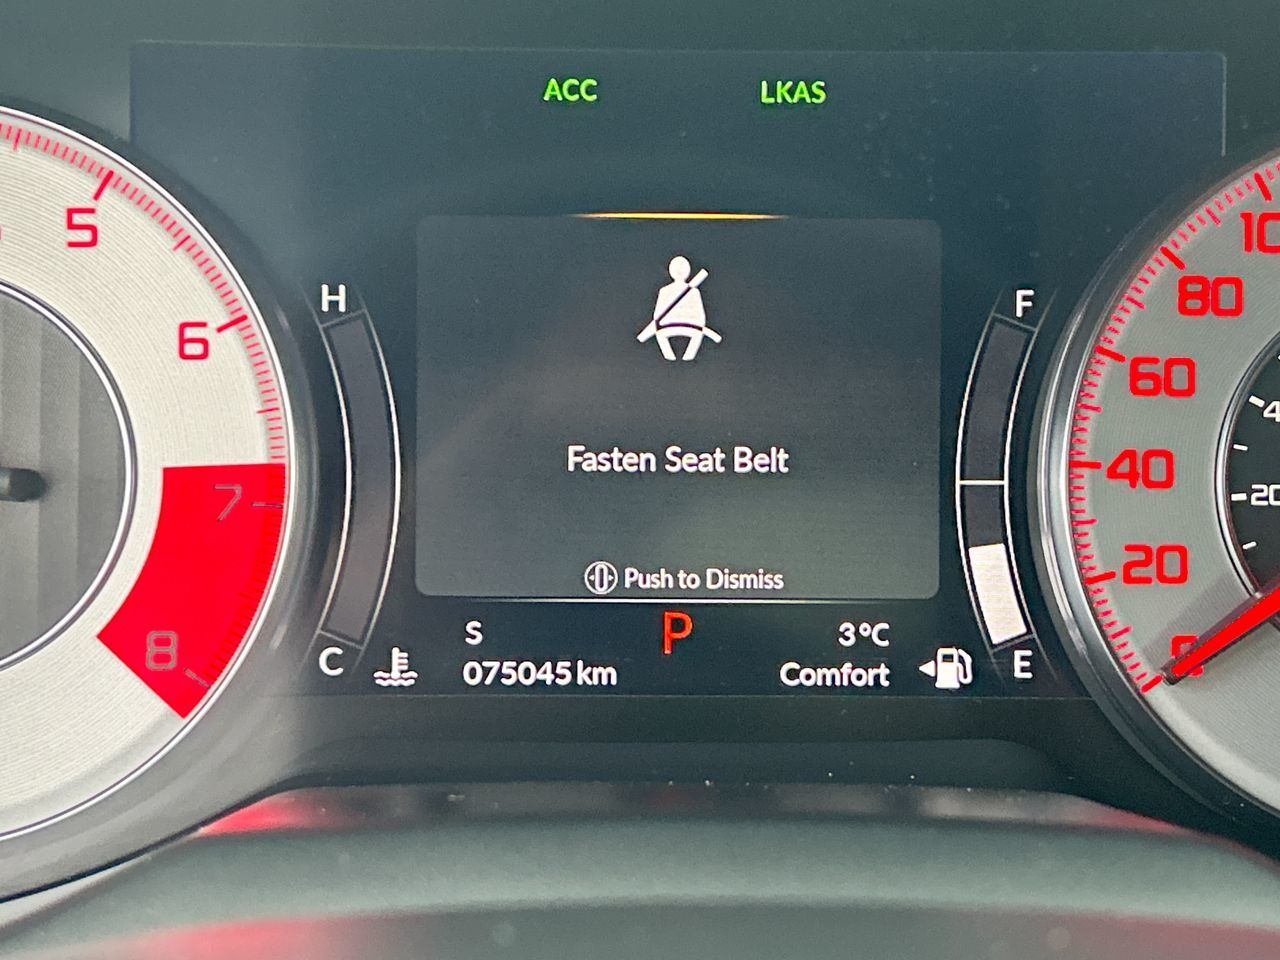 ACC LKAS
5
6
7
8
H
C
Fasten Seat Belt
Push to Dismiss
S
075045 km
P
3°C
Comfort
F
E
80
60
40
20
20